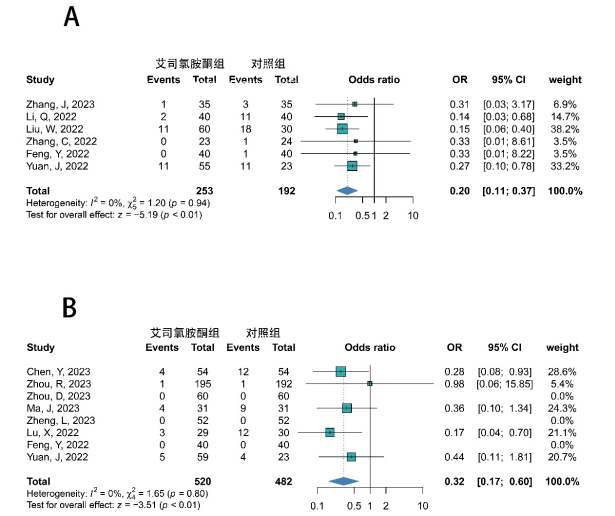 A
艾司氯胺酮组 对照组
Study Events Total Events Total Odds ratio OR 95% CI weight
Zhang, J, 2023 1 35 3 35 0.31 [0.03; 3.17] 6.9%
Li, Q, 2022 2 40 11 40 0.14 [0.03; 0.68] 14.7%
Liu, W, 2022 11 60 18 30 0.15 [0.06; 0.40] 38.2%
Zhang, C, 2022 0 23 1 24 0.33 [0.01; 8.61] 3.5%
Feng, Y, 2022 0 40 1 40 0.33 [0.01; 8.22] 3.5%
Yuan, J, 2022 11 55 11 23 0.27 [0.10; 0.78] 33.2%
Total 253 192 0.20 [0.11; 0.37] 100.0%
Heterogeneity: I² = 0%, χ²₅ = 1.20 (p = 0.94)
Test for overall effect: z = −5.19 (p < 0.01)
0.1 0.5 1 2 10
B
艾司氯胺酮组 对照组
Study Events Total Events Total Odds ratio OR 95% CI weight
Chen, Y, 2023 4 54 12 54 0.28 [0.08; 0.93] 28.6%
Zhou, R, 2023 1 195 1 192 0.98 [0.06; 15.85] 5.4%
Zhou, D, 2023 0 60 0 60 0.0%
Ma, J, 2023 4 31 9 31 0.36 [0.10; 1.34] 24.3%
Zheng, L, 2023 0 52 0 52 0.0%
Lu, X, 2022 3 29 12 30 0.17 [0.04; 0.70] 21.1%
Feng, Y, 2022 0 40 0 40 0.0%
Yuan, J, 2022 5 59 4 23 0.44 [0.11; 1.81] 20.7%
Total 520 482 0.32 [0.17; 0.60] 100.0%
Heterogeneity: I² = 0%, χ²₄ = 1.65 (p = 0.80)
Test for overall effect: z = −3.51 (p < 0.01)
0.1 0.5 1 2 10